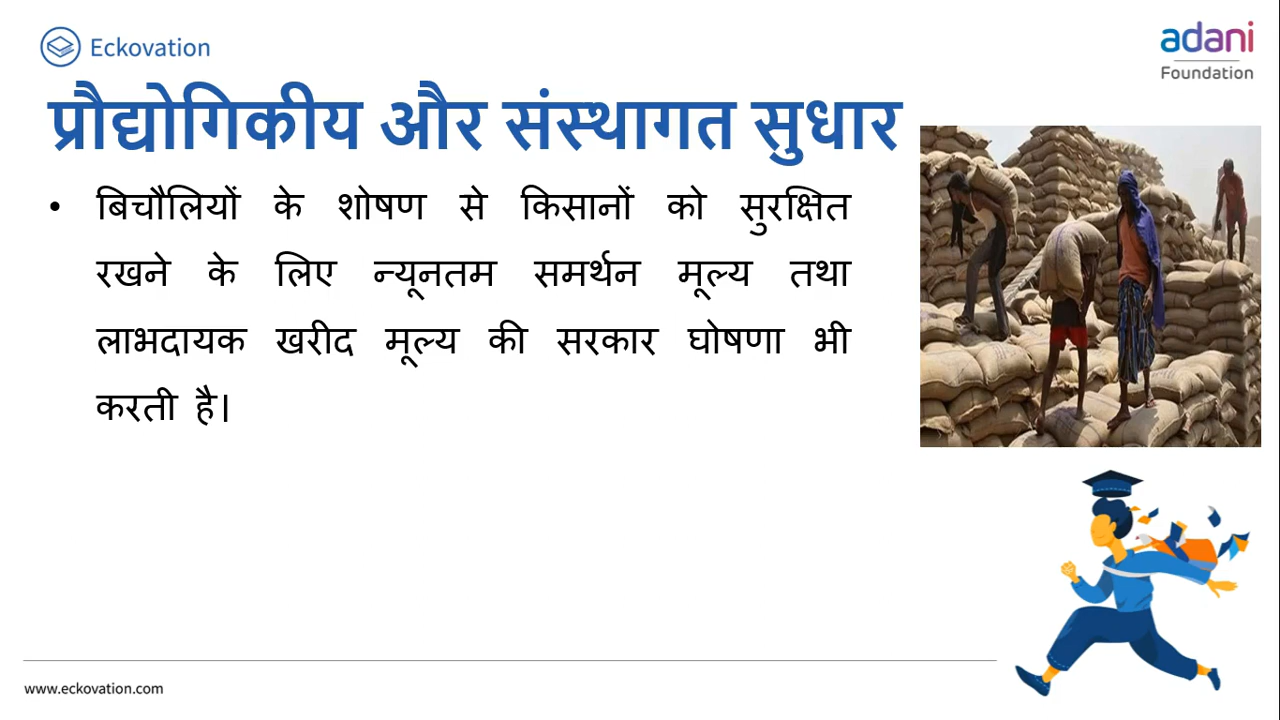 Eckovation
adani
Foundation
प्रौद्योगिकीय और संस्थागत सुधार
• बिचौलियों के शोषण से किसानों को सुरक्षित
रखने के लिए न्यूनतम समर्थन मूल्य तथा
लाभदायक खरीद मूल्य की सरकार घोषणा भी
करती है।
www.eckovation.com